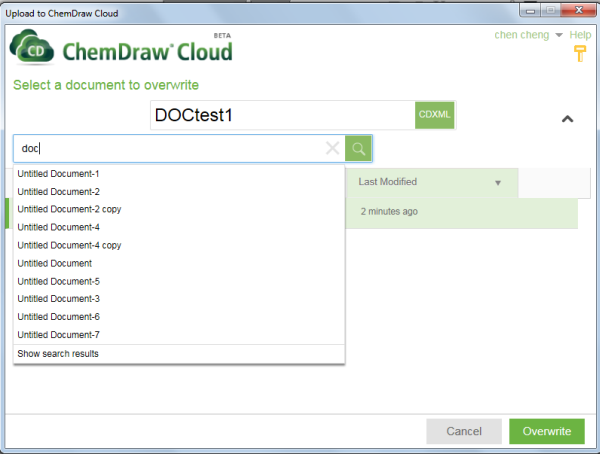 Upload to ChemDraw Cloud
CD ChemDraw® Cloud BETA
chen cheng Help
Select a document to overwrite
DOCtest1 CDXML
doc
Untitled Document-1
Last Modified
Untitled Document-2
Untitled Document-2 copy
2 minutes ago
Untitled Document-4
Untitled Document-4 copy
Untitled Document
Untitled Document-5
Untitled Document-3
Untitled Document-6
Untitled Document-7
Show search results
Cancel Overwrite